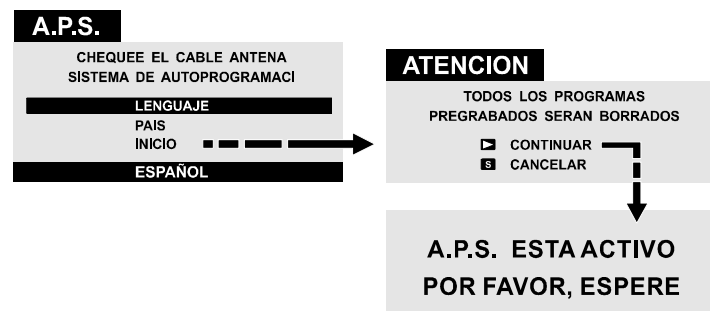 A.P.S.
CHEQUEE EL CABLE ANTENA
SISTEMA DE AUTOPROGRAMACÍ
LENGUAJE
PAIS
INICIO
ESPAÑOL
ATENCION
TODOS LOS PROGRAMAS
PREGRABADOS SERAN BORRADOS
CONTINUAR
S CANCELAR
A.P.S. ESTA ACTIVO
POR FAVOR, ESPERE